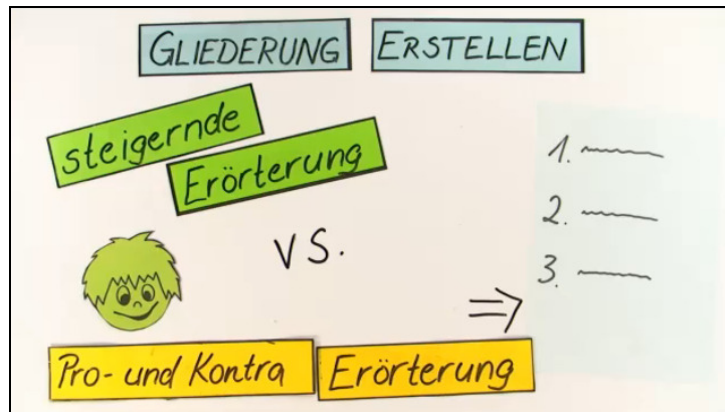 GLIEDERUNG ERSTELLEN
steigernde
Erörterung
VS.
Pro- und Kontra Erörterung
⇒
1.
2.
3.